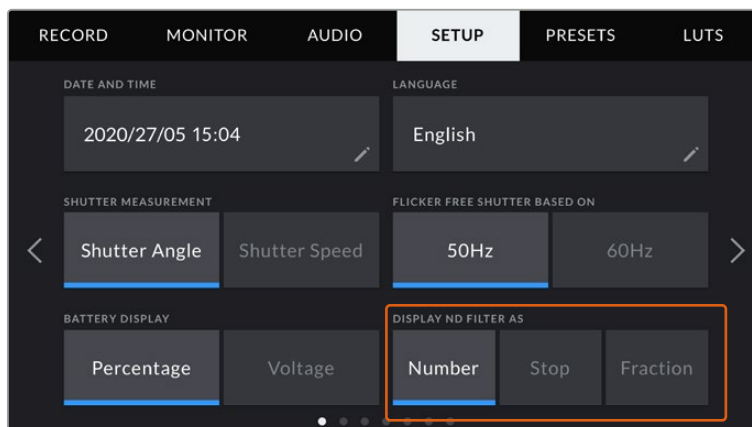 RECORD MONITOR AUDIO SETUP PRESETS LUTS
DATE AND TIME LANGUAGE
2020/27/05 15:04 English
SHUTTER MEASUREMENT FLICKER FREE SHUTTER BASED ON
Shutter Angle Shutter Speed 50Hz 60Hz
BATTERY DISPLAY DISPLAY ND FILTER AS
Percentage Voltage Number Stop Fraction